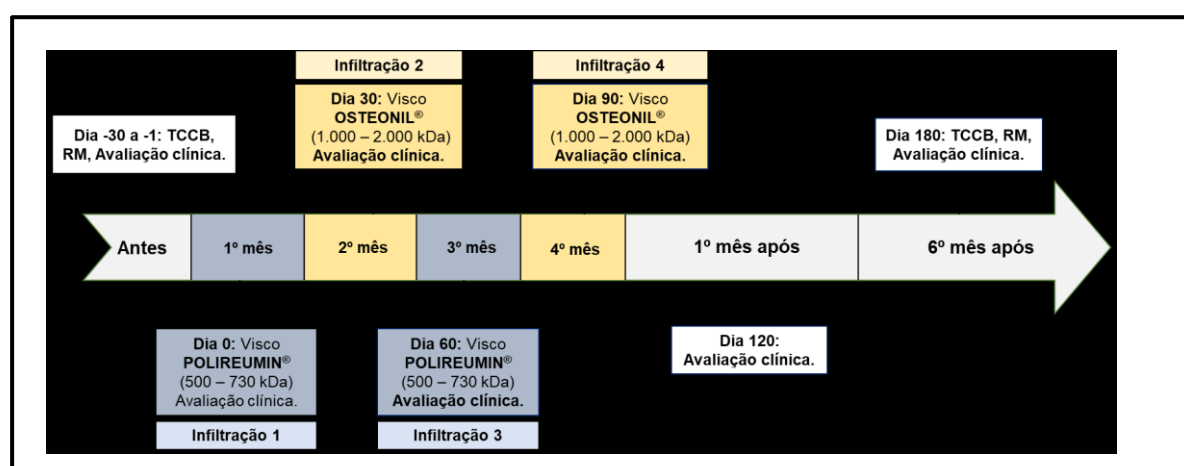 Infiltração 2
Infiltração 4
Dia 30: Visco
OSTEONIL®
(1.000 – 2.000 kDa)
Avaliação clínica.
Dia 90: Visco
OSTEONIL®
(1.000 – 2.000 kDa)
Avaliação clínica.
Dia -30 a -1: TCCB,
RM, Avaliação clínica.
Dia 180: TCCB, RM,
Avaliação clínica.
Antes
1º mês
2º mês
3º mês
4º mês
1º mês após
6º mês após
Dia 0: Visco
POLIREUMIN®
(500 – 730 kDa)
Avaliação clínica.
Dia 60: Visco
POLIREUMIN®
(500 – 730 kDa)
Avaliação clínica.
Dia 120:
Avaliação clínica.
Infiltração 1
Infiltração 3